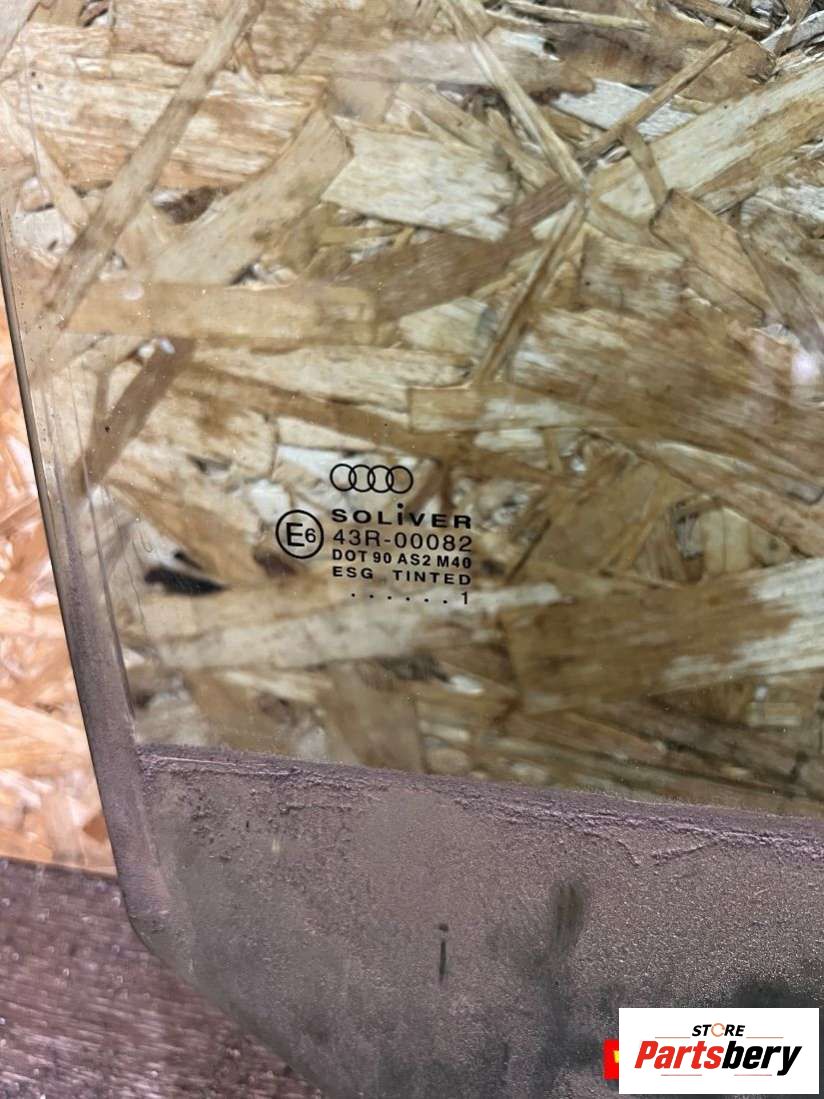 SOLiVER
E6 43R-00082
DOT 90 AS2 M40
ESG TINTED
. . . . . . 1
STORE
Partsbery